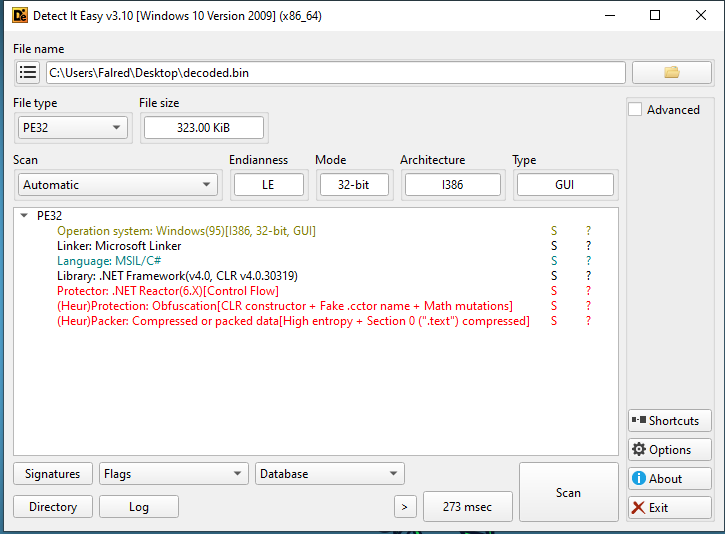 Detect It Easy v3.10 [Windows 10 Version 2009] (x86_64)
File name
C:\Users\Falred\Desktop\decoded.bin
File type File size
PE32 323.00 KiB
Advanced
Scan Endianness Mode Architecture Type
Automatic LE 32-bit I386 GUI
PE32
Operation system: Windows(95)[I386, 32-bit, GUI] S ?
Linker: Microsoft Linker S ?
Language: MSIL/C# S ?
Library: .NET Framework(v4.0, CLR v4.0.30319) S ?
Protector: .NET Reactor(6.X)[Control Flow] S ?
(Heur)Protection: Obfuscation[CLR constructor + Fake .cctor name + Math mutations] S ?
(Heur)Packer: Compressed or packed data[High entropy + Section 0 (".text") compressed] S ?
Shortcuts
Options
About
Exit
Signatures Flags Database
Directory Log > 273 msec Scan